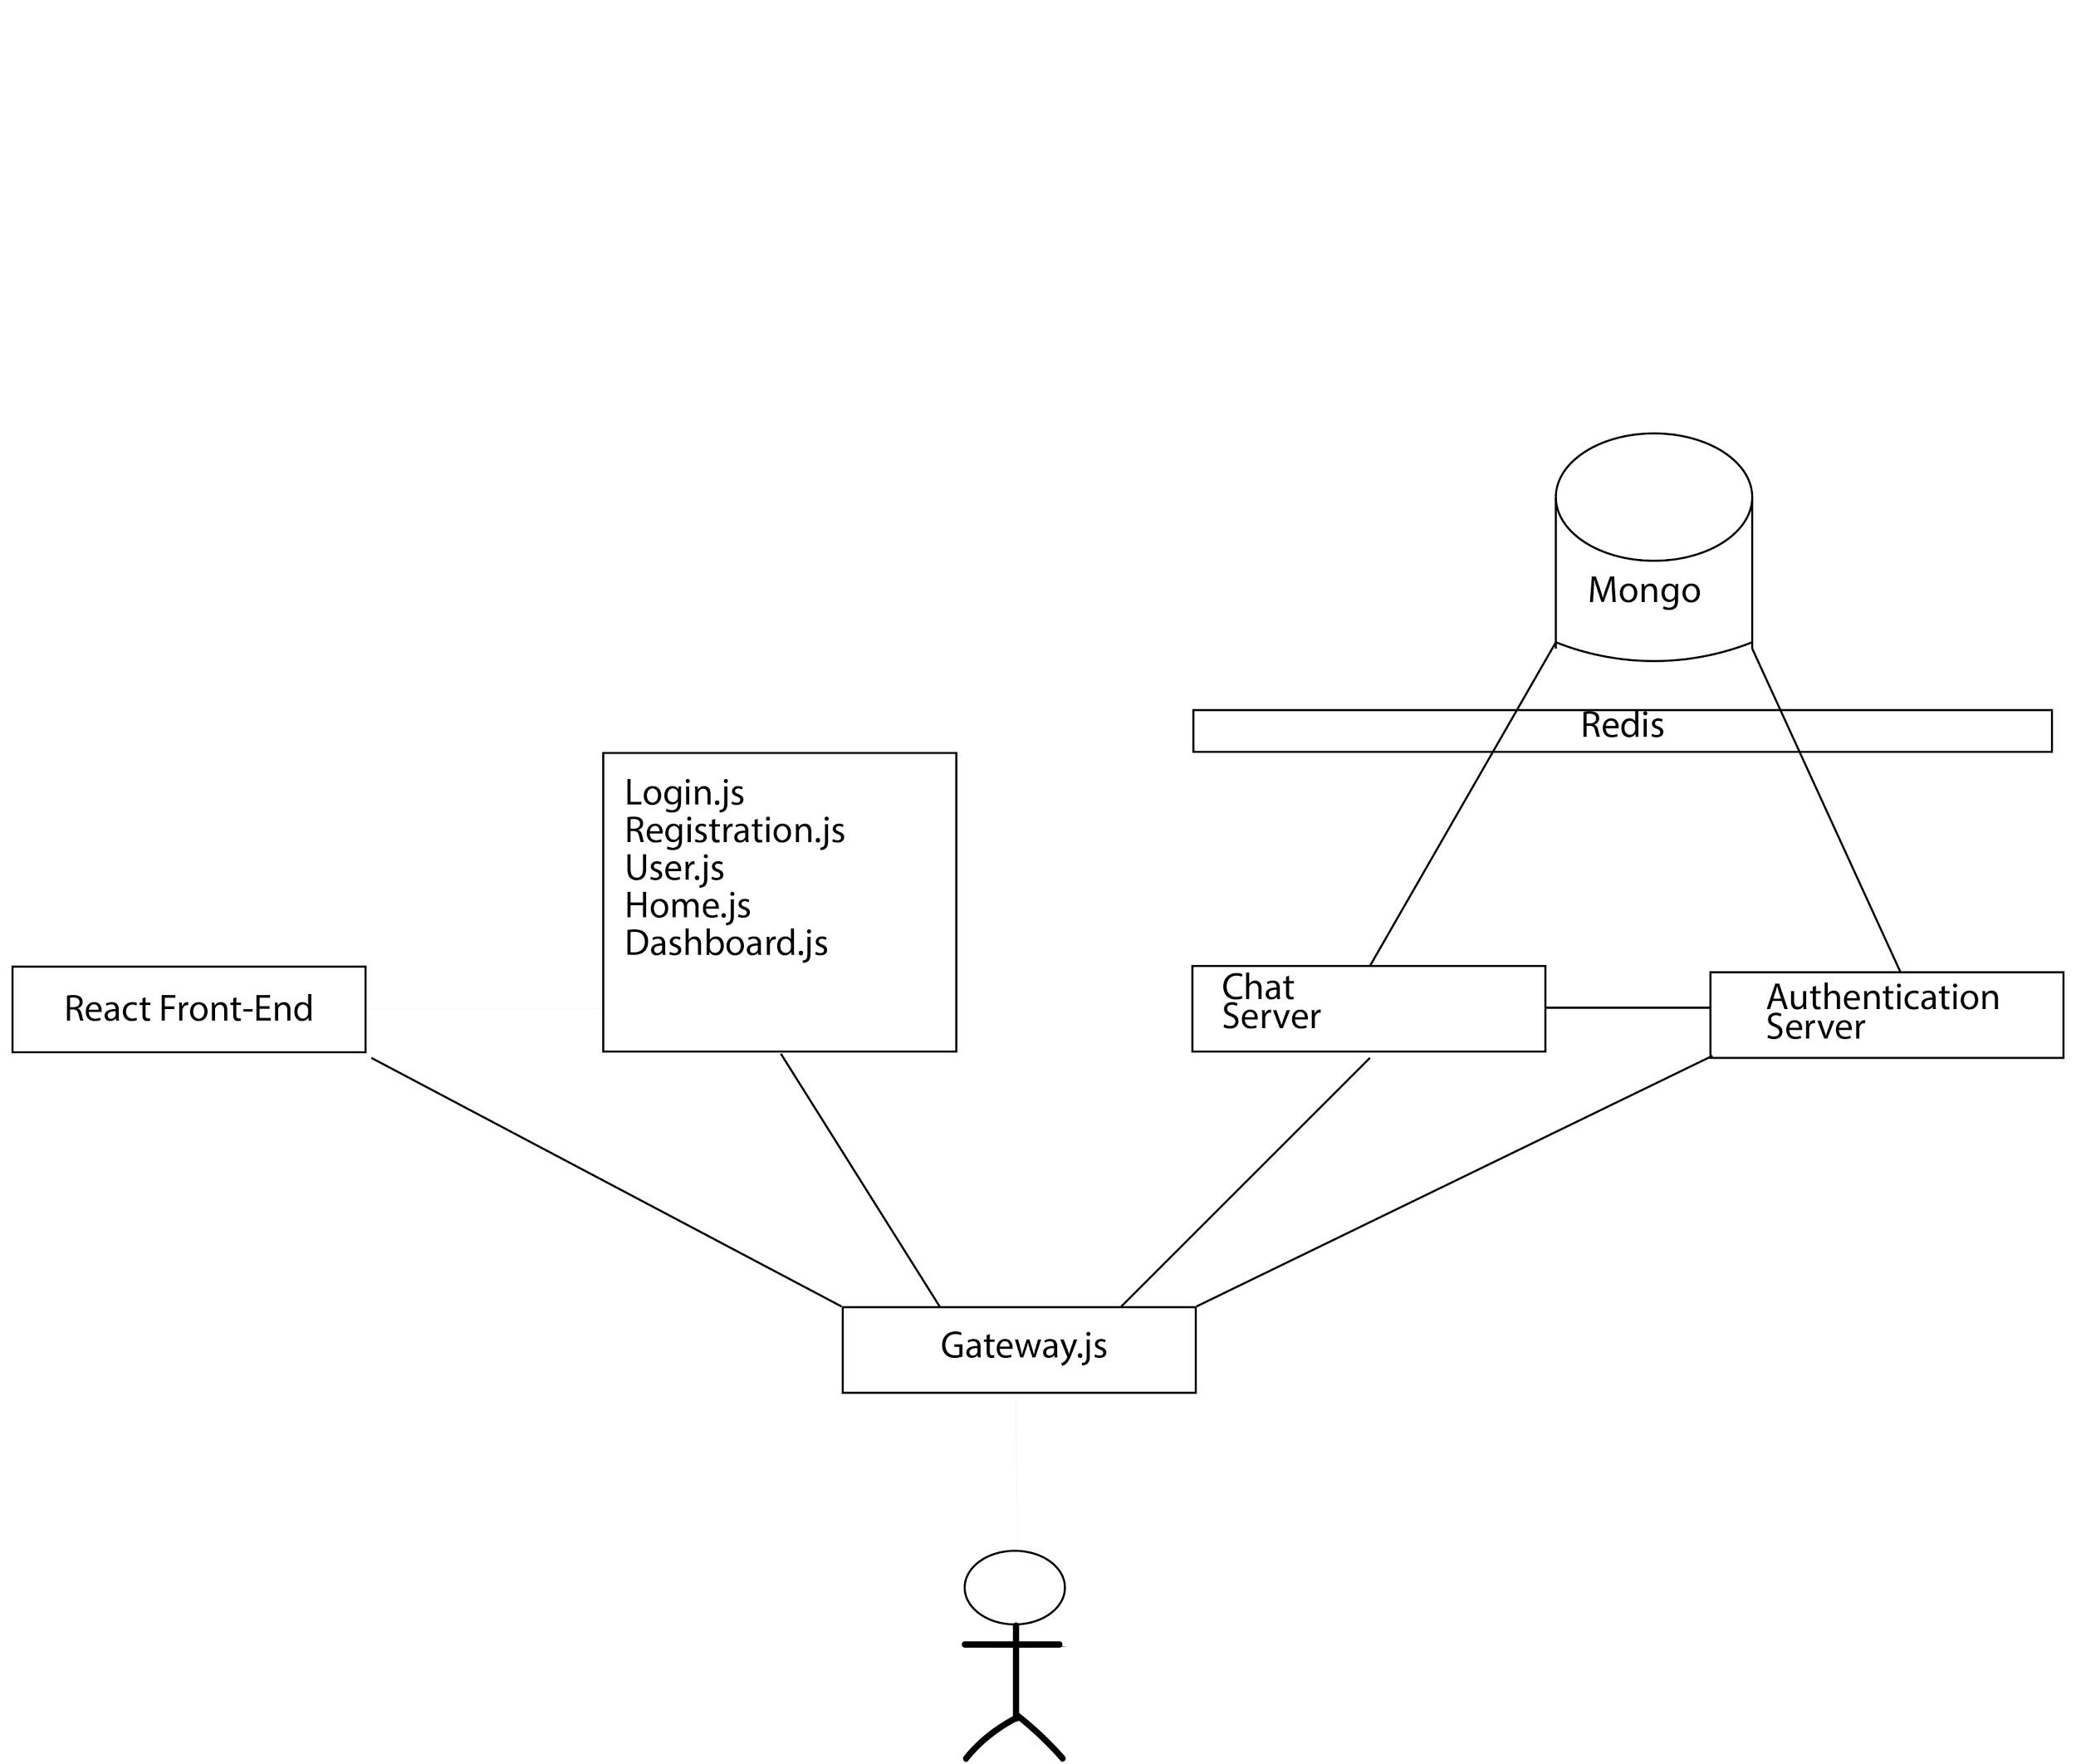 Mongo
Redis
Login.js
Registration.js
User.js
Home.js
Dashboard.js
React Front-End
Chat
Server
Authentication
Server
Gateway.js